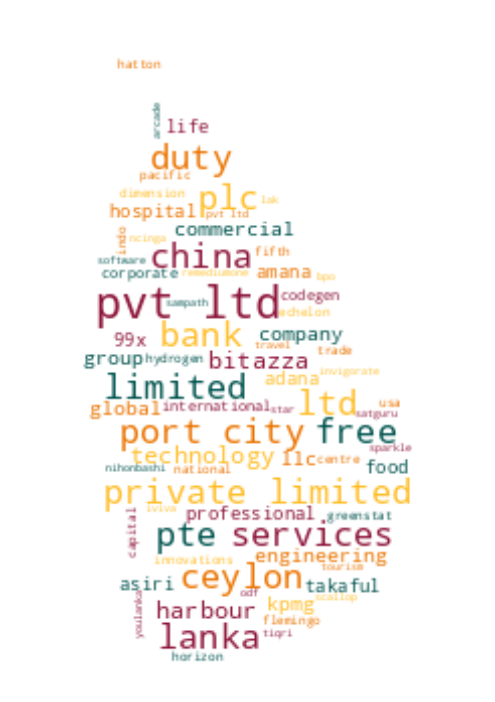 hatton
arcade
life
duty
pacific
dimension
plc
lak
hospital
pvt ltd
commercial
indo
ncinga
china
fifth
software
corporate
remediumone
amana
bpo
pvt ltd
sampath
codegen
echelon
99x
bank
company
travel
trade
group
hydrogen
bitazza
invigorate
limited
adana
global
international
star
ltd
usa
satguru
port city
free
sparkle
technology
llc
centre
nihonbashi
national
food
private limited
capital
iviva
professional
greenstat
pte
services
innovations
engineering
tourism
asiri
ceylon
takaful
youlanka
odf
scallop
harbour
kpmg
flemingo
lanka
tiqri
horizon